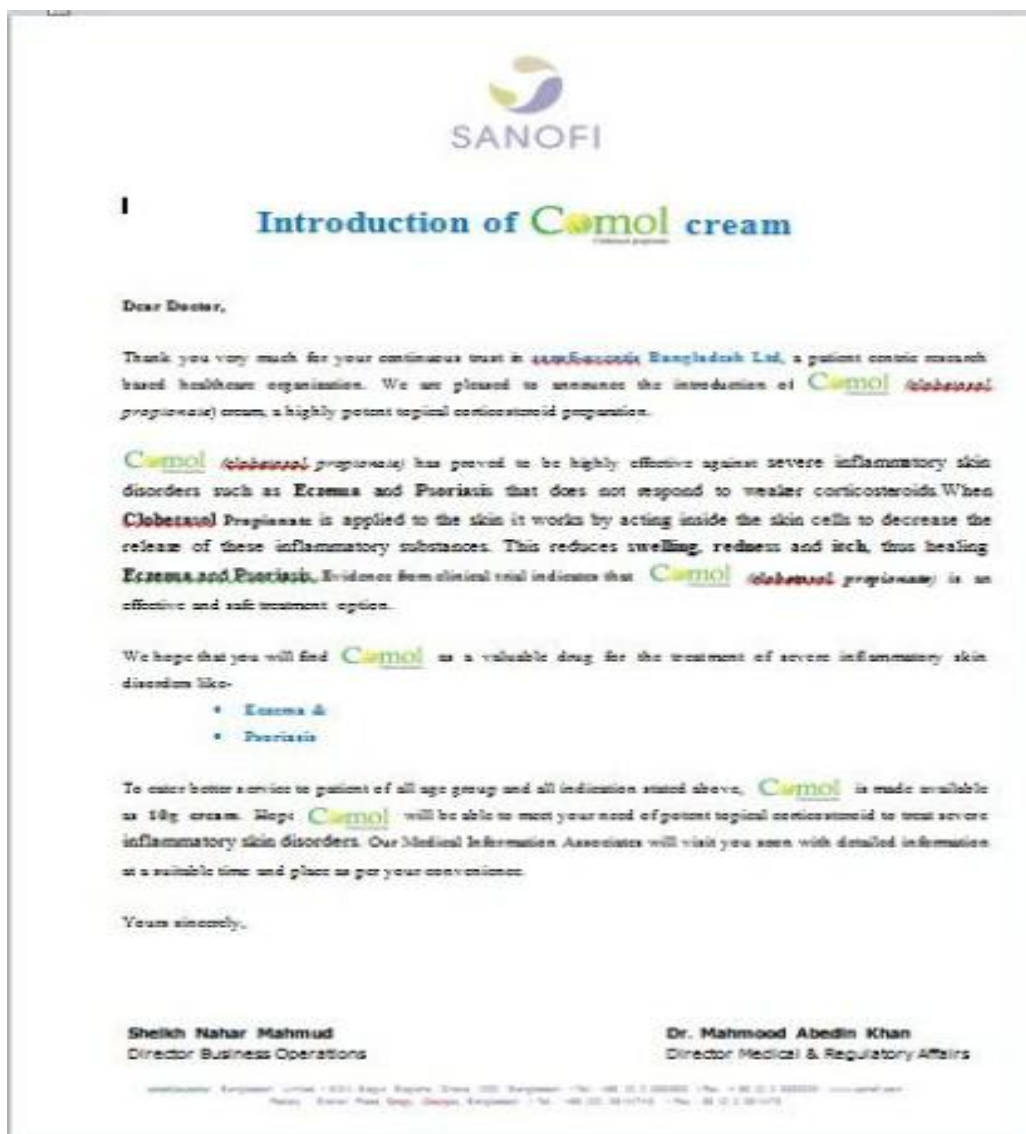 SANOFI
Introduction of Comol cream
Dear Doctor,
Thank you very much for your continuous trust in sanofi-aventis Bangladesh Ltd, a patient centric research
based healthcare organization. We are pleased to announce the introduction of Comol (clobetasol
propionate) cream, a highly potent topical corticosteroid preparation.
Comol (clobetasol propionate) has proved to be highly effective against severe inflammatory skin
disorders such as Eczema and Psoriasis that does not respond to weaker corticosteroids.When
Clobetasol Propionate is applied to the skin it works by acting inside the skin cells to decrease the
release of these inflammatory substances. This reduces swelling, redness and itch, thus healing
Eczema and Psoriasis. Evidence from clinical trial indicates that Comol (clobetasol propionate) is an
effective and safe treatment option.
We hope that you will find Comol as a valuable drug for the treatment of severe inflammatory skin
disorders like-
• Eczema &
• Psoriasis
To cater better service to patient of all age group and all indication stated above, Comol is made available
as 10g cream. Hope Comol will be able to meet your need of potent topical corticosteroid to treat severe
inflammatory skin disorders. Our Medical Information Associates will visit you soon with detailed information
at a suitable time and place as per your convenience.
Yours sincerely,
Sheikh Nahar Mahmud Dr. Mahmood Abedin Khan
Director Business Operations Director Medical & Regulatory Affairs